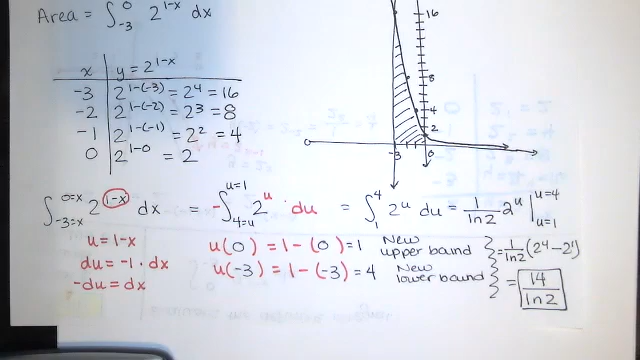 Area = ∫₋₃⁰ 2^(1-x) dx
x | y = 2^(1-x)
-3 | 2^(1-(-3)) = 2^4 = 16
-2 | 2^(1-(-2)) = 2^3 = 8
-1 | 2^(1-(-1)) = 2^2 = 4
0 | 2^(1-0) = 2
16
8
4
2
-3 0
∫_{-3=x}^{0=x} 2^(1-x) dx = -∫_{4=u}^{u=1} 2^u · du = ∫_1^4 2^u du = 1/ln2 2^u |_{u=1}^{u=4}
u = 1-x
du = -1 · dx
-du = dx
u(0) = 1-(0) = 1 New upper bound
u(-3) = 1-(-3) = 4 New lower bound
= 1/ln2 (2^4 - 2^1)
= 14/ln2